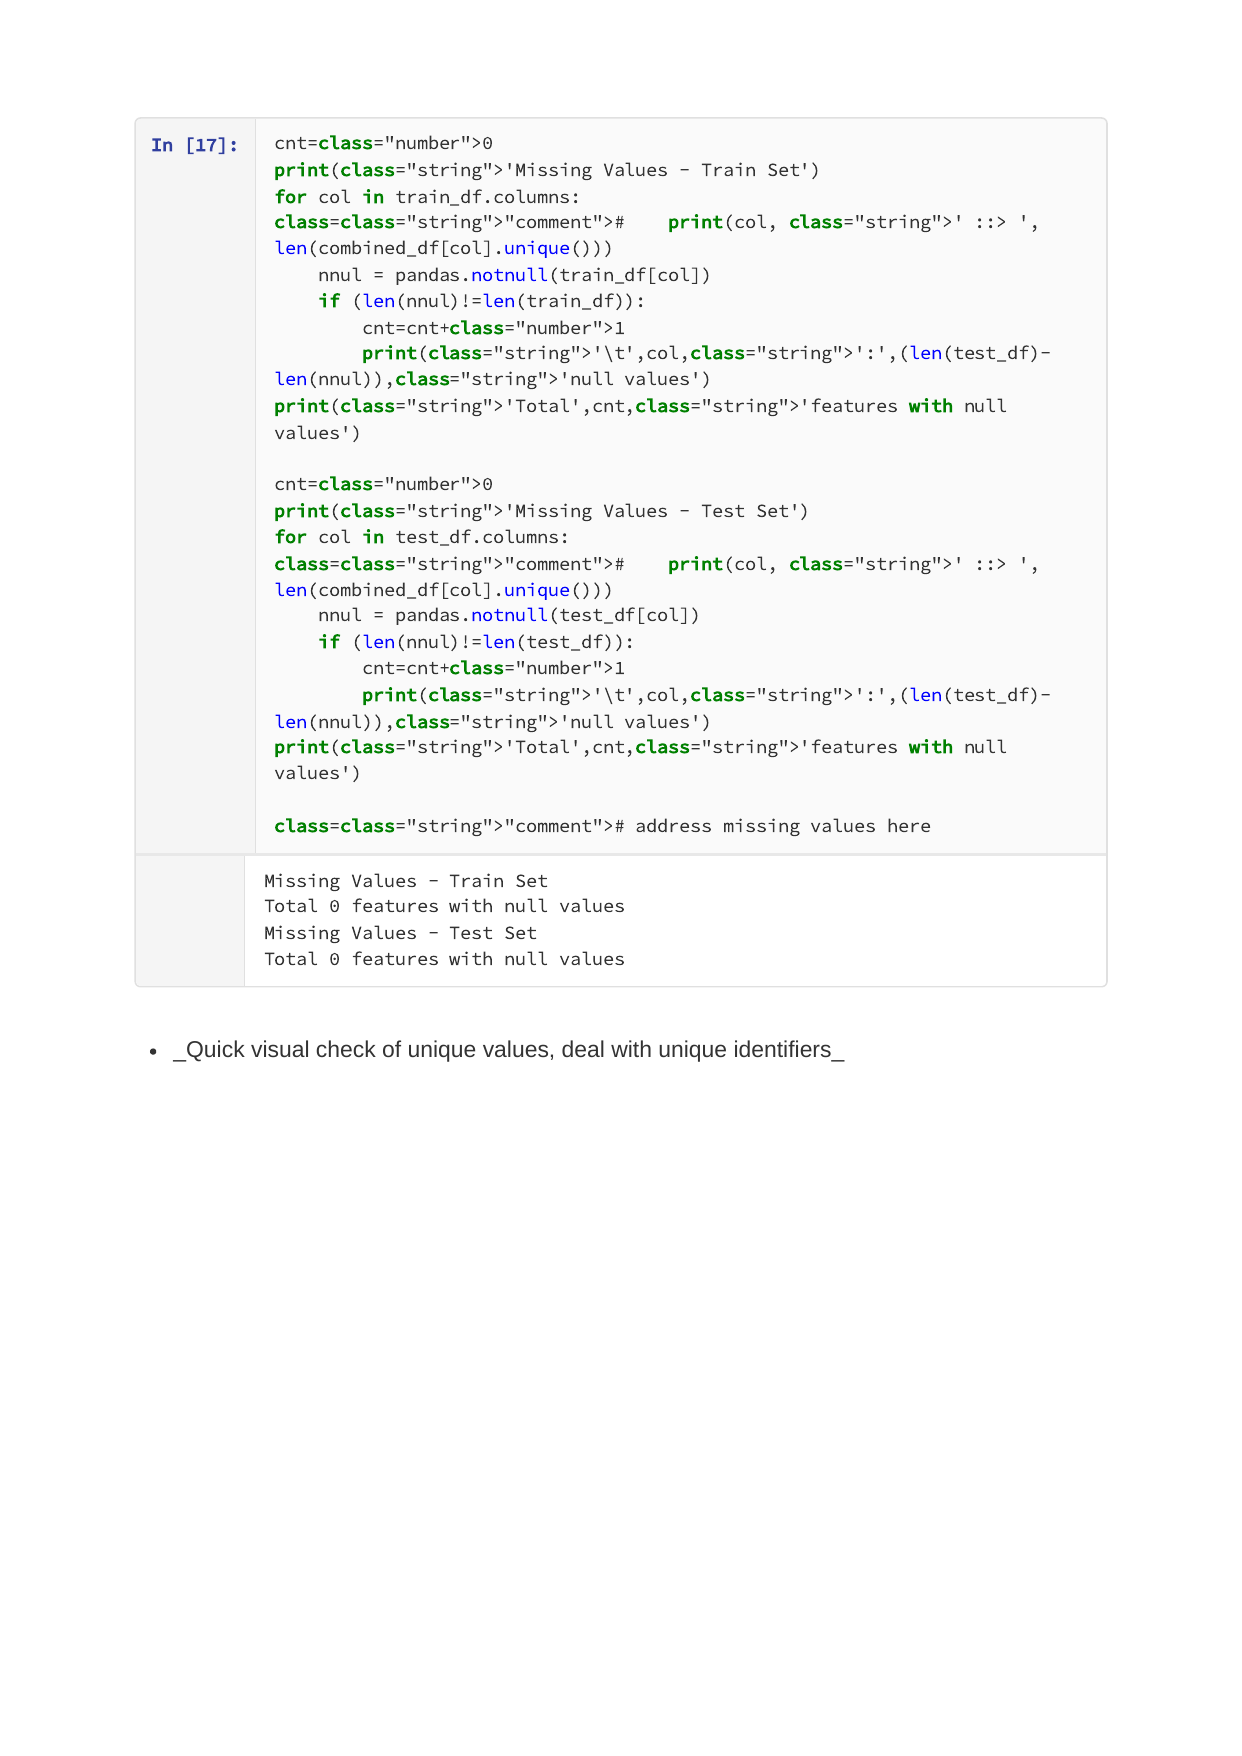 In [17]:
cnt=class="number">0
print(class="string">'Missing Values - Train Set')
for col in train_df.columns:
class=class="string">"comment">#    print(col, class="string">' ::> ',
len(combined_df[col].unique()))
    nnul = pandas.notnull(train_df[col])
    if (len(nnul)!=len(train_df)):
        cnt=cnt+class="number">1
        print(class="string">'\t',col,class="string">':',(len(test_df)-
len(nnul)),class="string">'null values')
print(class="string">'Total',cnt,class="string">'features with null
values')

cnt=class="number">0
print(class="string">'Missing Values - Test Set')
for col in test_df.columns:
class=class="string">"comment">#    print(col, class="string">' ::> ',
len(combined_df[col].unique()))
    nnul = pandas.notnull(test_df[col])
    if (len(nnul)!=len(test_df)):
        cnt=cnt+class="number">1
        print(class="string">'\t',col,class="string">':',(len(test_df)-
len(nnul)),class="string">'null values')
print(class="string">'Total',cnt,class="string">'features with null
values')

class=class="string">"comment"># address missing values here
Missing Values - Train Set
Total 0 features with null values
Missing Values - Test Set
Total 0 features with null values
• _Quick visual check of unique values, deal with unique identifiers_